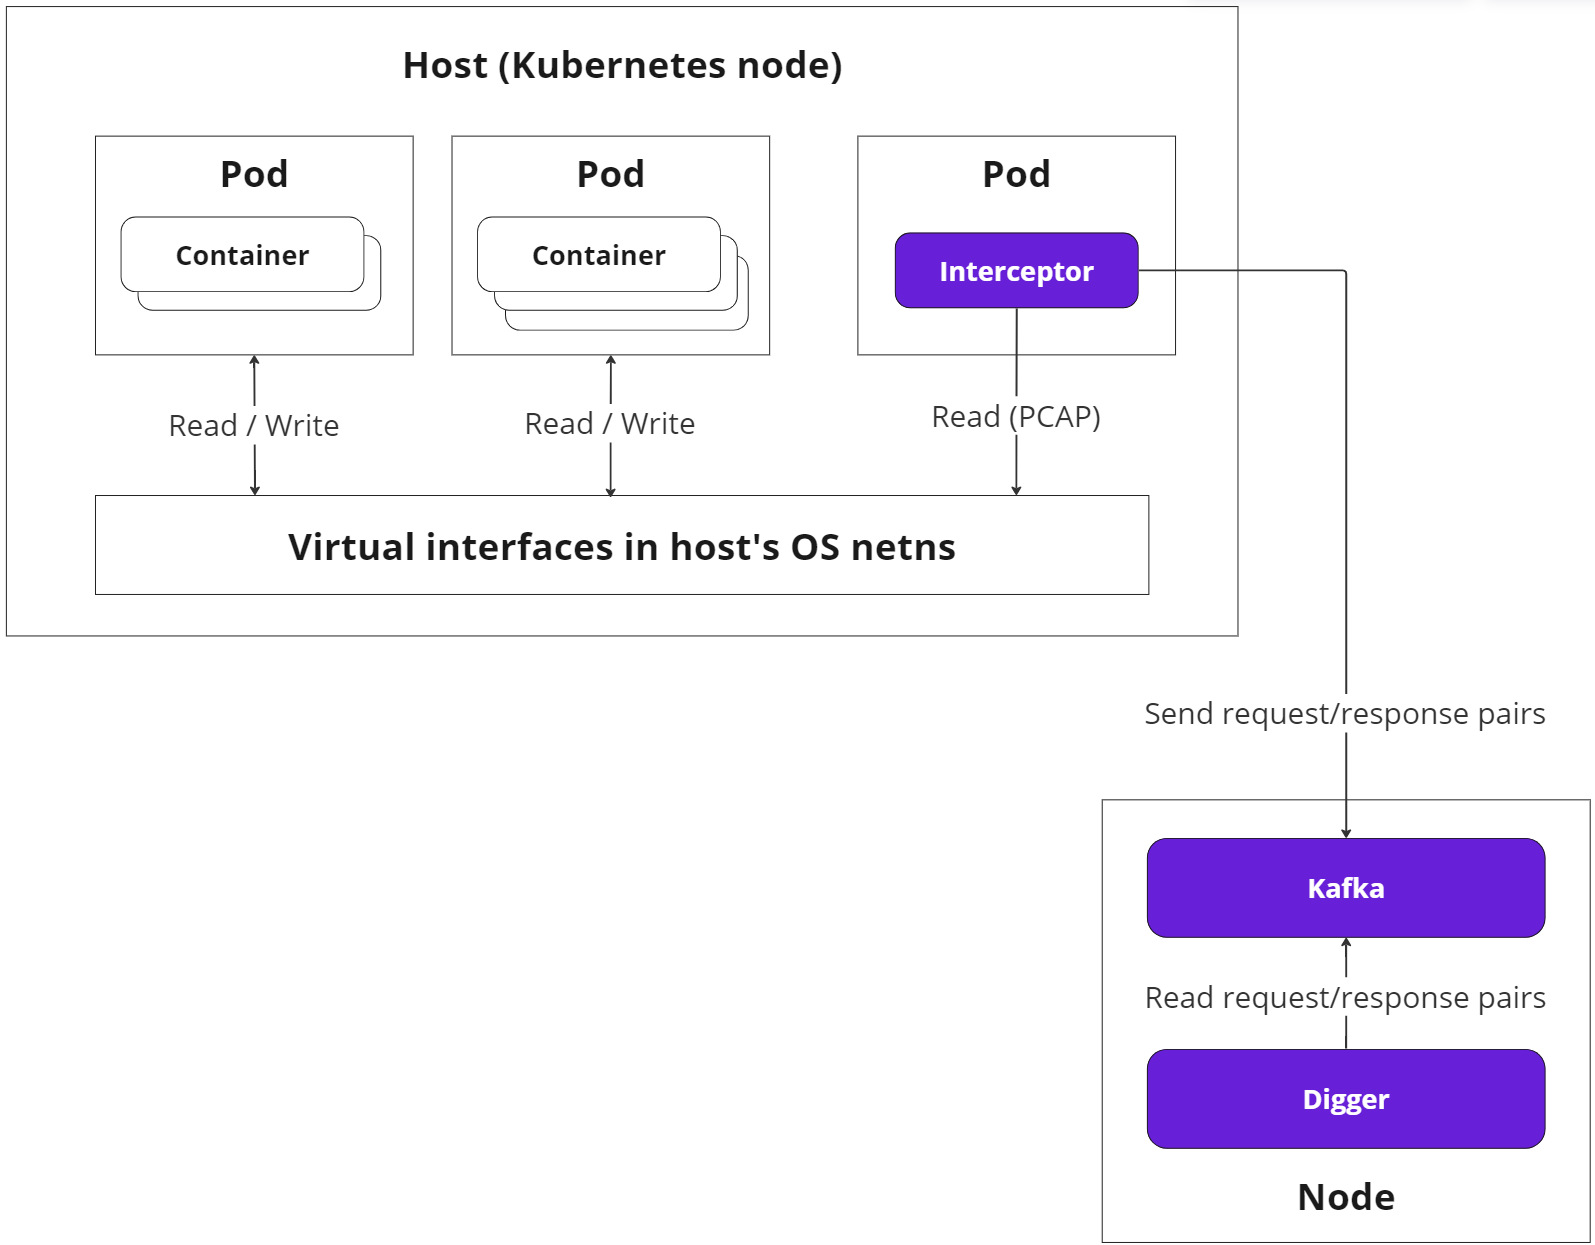 Host (Kubernetes node)
Pod
Pod
Pod
Container
Container
Interceptor
Read / Write
Read / Write
Read (PCAP)
Virtual interfaces in host's OS netns
Send request/response pairs
Kafka
Read request/response pairs
Digger
Node